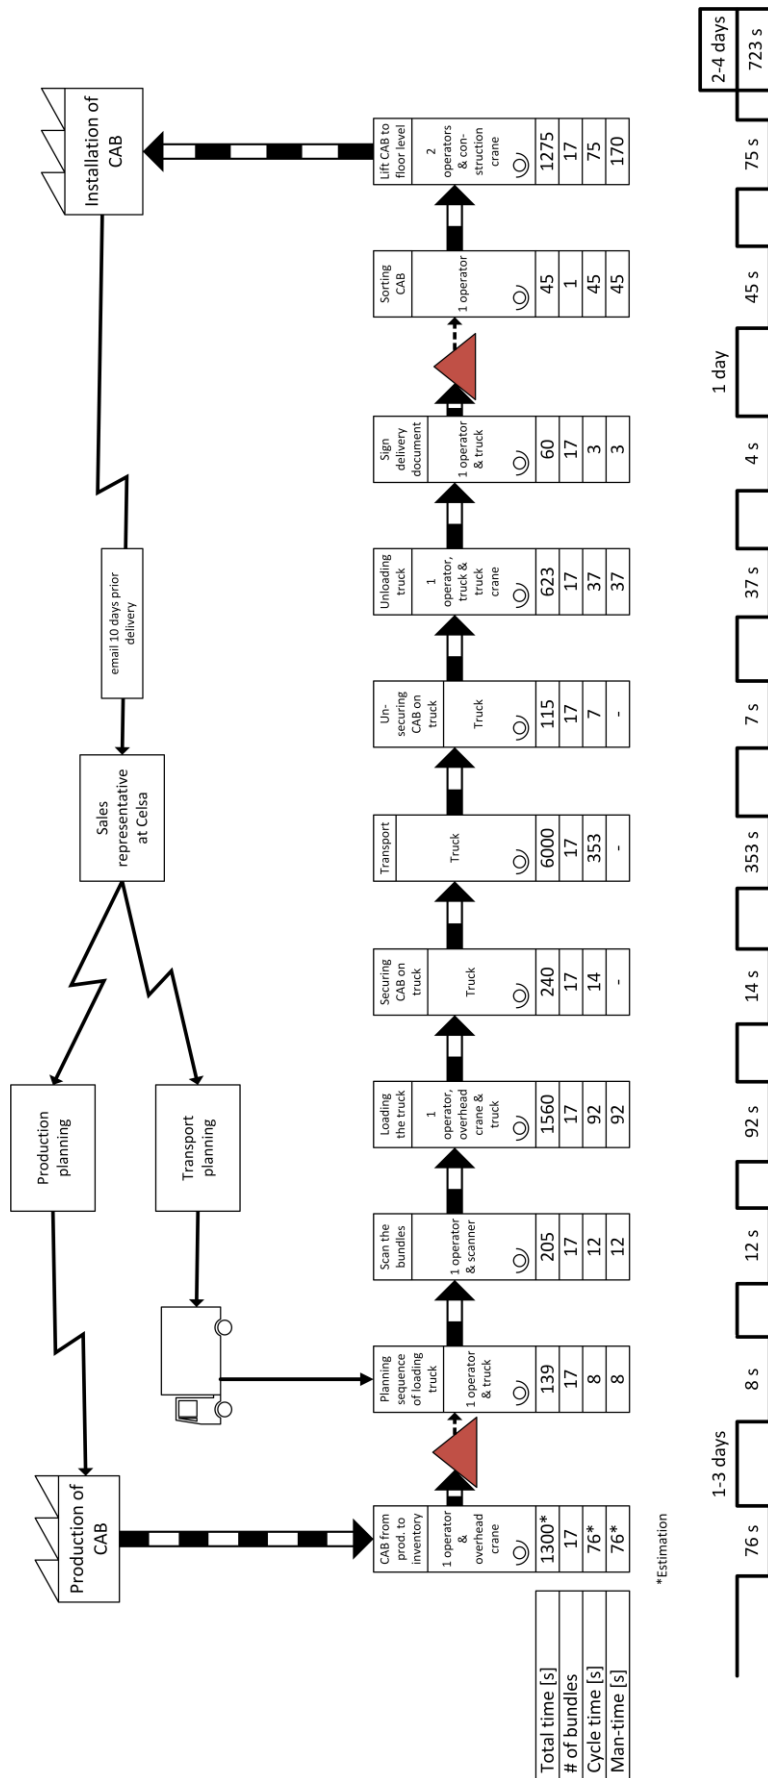 Production of
CAB
Production
planning
Transport
planning
Sales
representative
at Celsa
email 10 days prior
delivery
Installation of
CAB
CAB from
prod. to
inventory
1 operator
&
overhead
crane
1300*
17
76*
76*
Planning
sequence
of loading
truck
1 operator
& truck
139
17
8
8
Scan the
bundles
1 operator
& scanner
205
17
12
12
Loading
the truck
1
operator,
overhead
crane &
truck
1560
17
92
92
Securing
CAB on
truck
Truck
240
17
14
-
Transport
Truck
6000
17
353
-
Un-
securing
CAB on
truck
Truck
115
17
7
-
Unloading
truck
1
operator,
truck &
truck
crane
623
17
37
37
Sign
delivery
document
1 operator
& truck
60
17
3
3
Sorting
CAB
1 operator
45
1
45
45
Lift CAB to
floor level
2
operators
& con-
struction
crane
1275
17
75
170
Total time [s]
# of bundles
Cycle time [s]
Man-time [s]
*Estimation
76 s
1-3 days
8 s
12 s
92 s
14 s
353 s
7 s
37 s
4 s
1 day
45 s
75 s
2-4 days
723 s